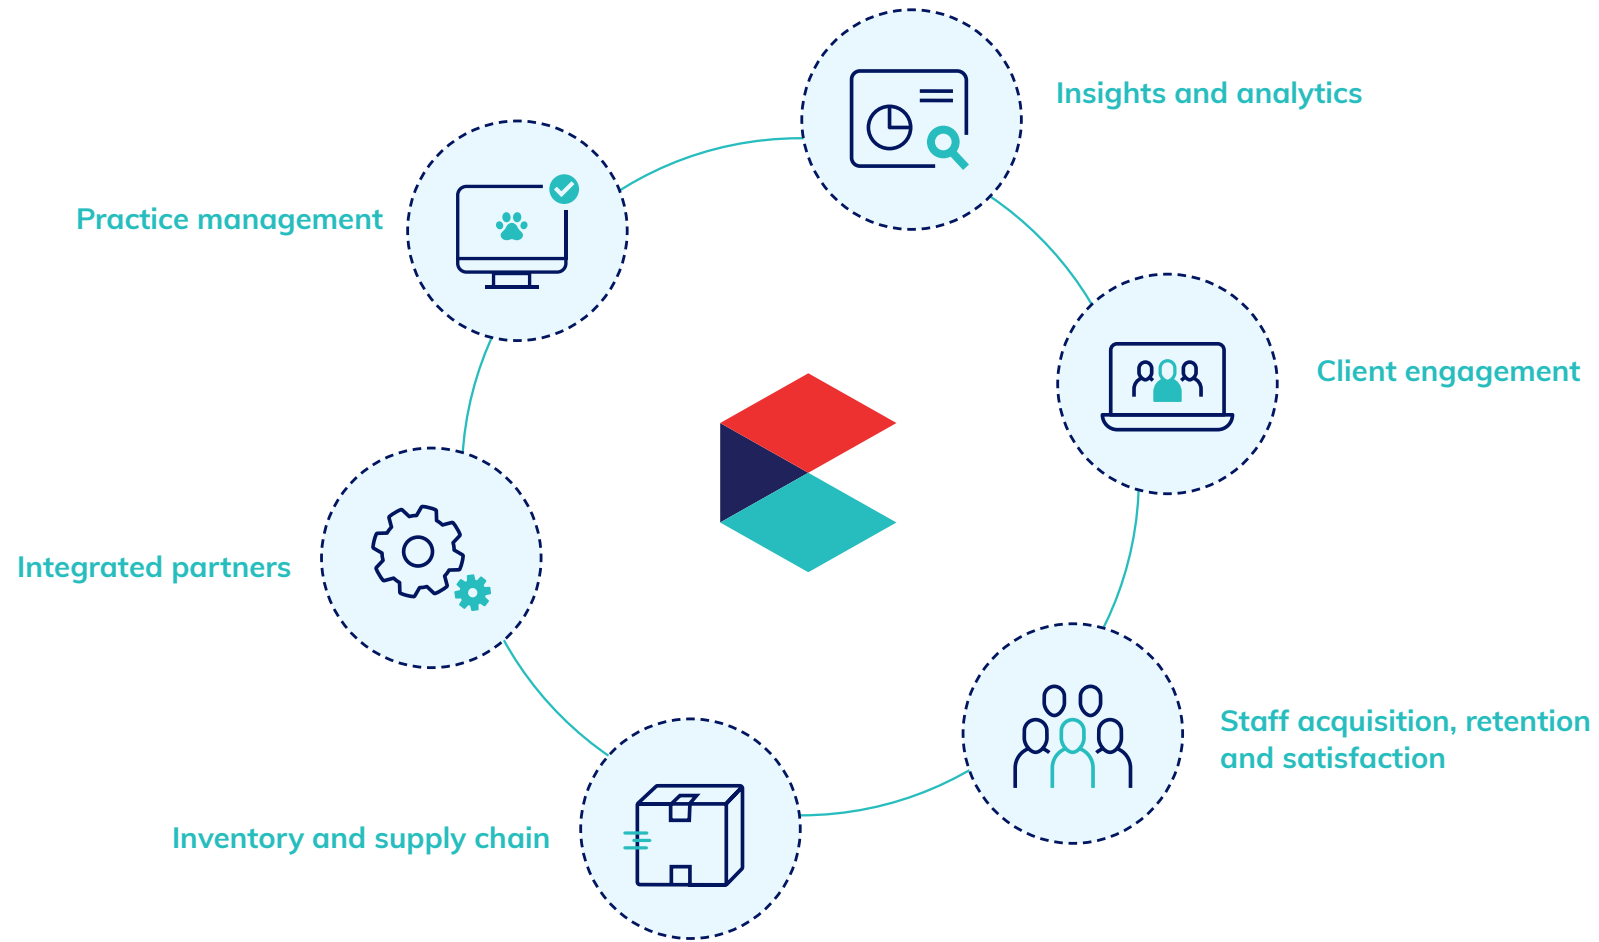 Insights and analytics
Practice management
Client engagement
Integrated partners
Staff acquisition, retention
and satisfaction
Inventory and supply chain